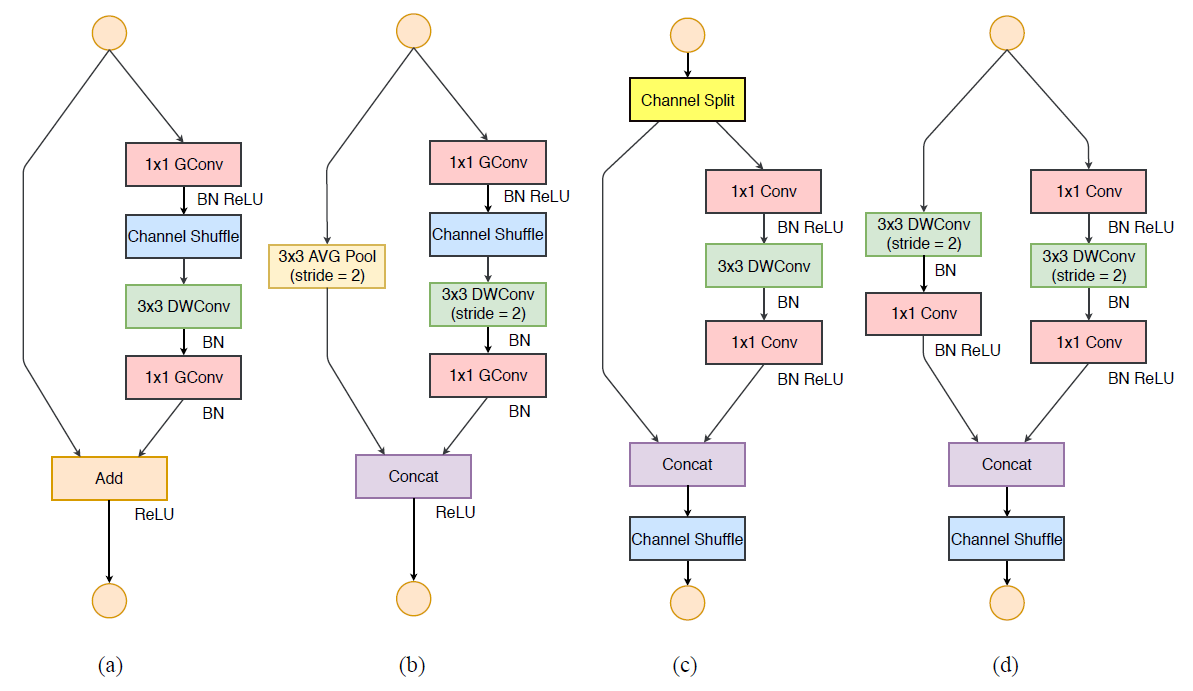 1x1 GConv
BN ReLU
Channel Shuffle
3x3 DWConv
BN
1x1 GConv
BN
Add
ReLU
(a)
1x1 GConv
BN ReLU
Channel Shuffle
3x3 AVG Pool
(stride = 2)
3x3 DWConv
(stride = 2)
BN
1x1 GConv
BN
Concat
ReLU
(b)
Channel Split
1x1 Conv
BN ReLU
3x3 DWConv
BN
1x1 Conv
BN ReLU
Concat
Channel Shuffle
(c)
3x3 DWConv
(stride = 2)
BN
1x1 Conv
BN ReLU
1x1 Conv
BN ReLU
3x3 DWConv
(stride = 2)
BN
1x1 Conv
BN ReLU
Concat
Channel Shuffle
(d)